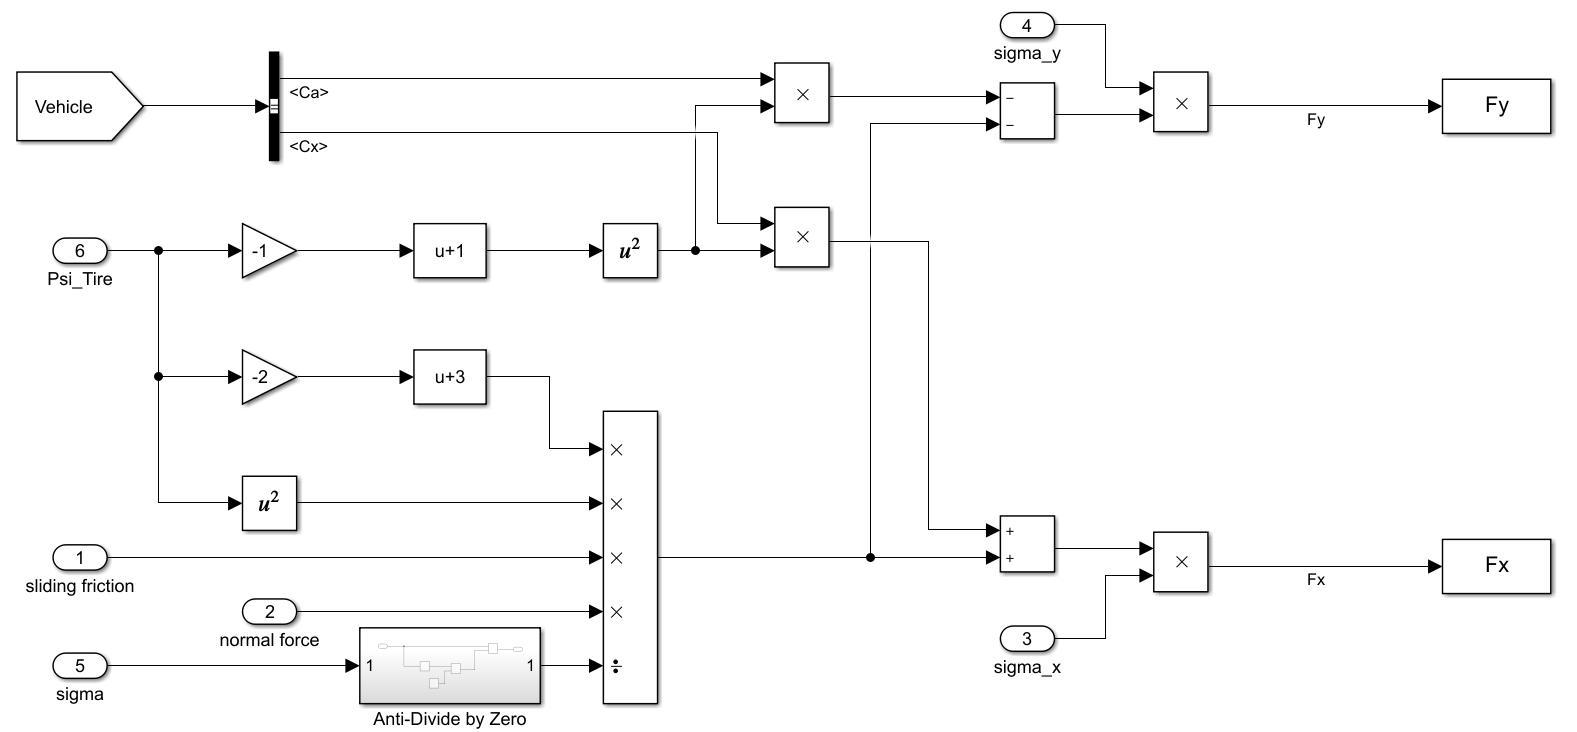 4
sigma_y
Vehicle
<Ca>
<Cx>
×
−
−
×
Fy
Fy
6
Psi_Tire
-1
u+1
u²
×
-2
u+3
×
u²
×
1
sliding friction
×
2
normal force
×
5
sigma
1
1
÷
Anti-Divide by Zero
+
+
×
Fx
Fx
3
sigma_x